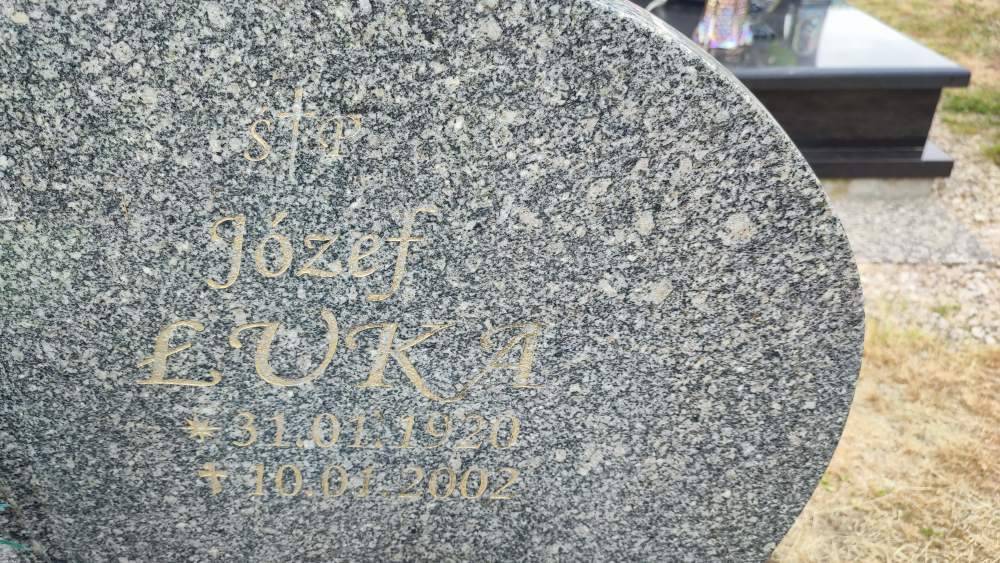 Ś†P
Józef
ŁUKA
* 31.01.1920
† 10.01.2002